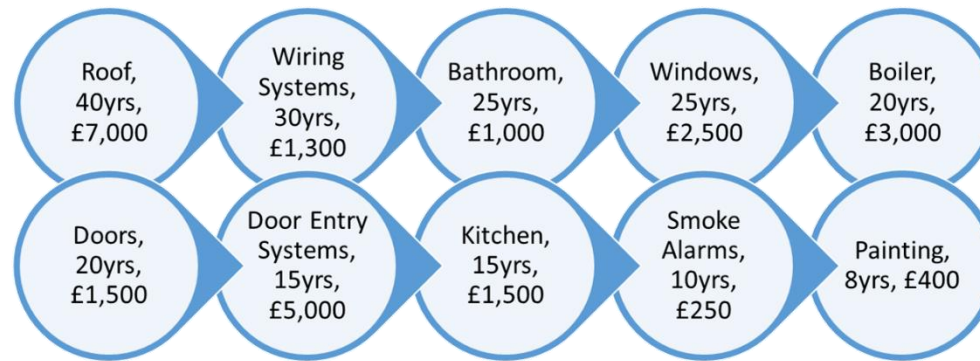 Roof,
40yrs,
£7,000
Wiring
Systems,
30yrs,
£1,300
Bathroom,
25yrs,
£1,000
Windows,
25yrs,
£2,500
Boiler,
20yrs,
£3,000
Doors,
20yrs,
£1,500
Door Entry
Systems,
15yrs,
£5,000
Kitchen,
15yrs,
£1,500
Smoke
Alarms,
10yrs,
£250
Painting,
8yrs, £400